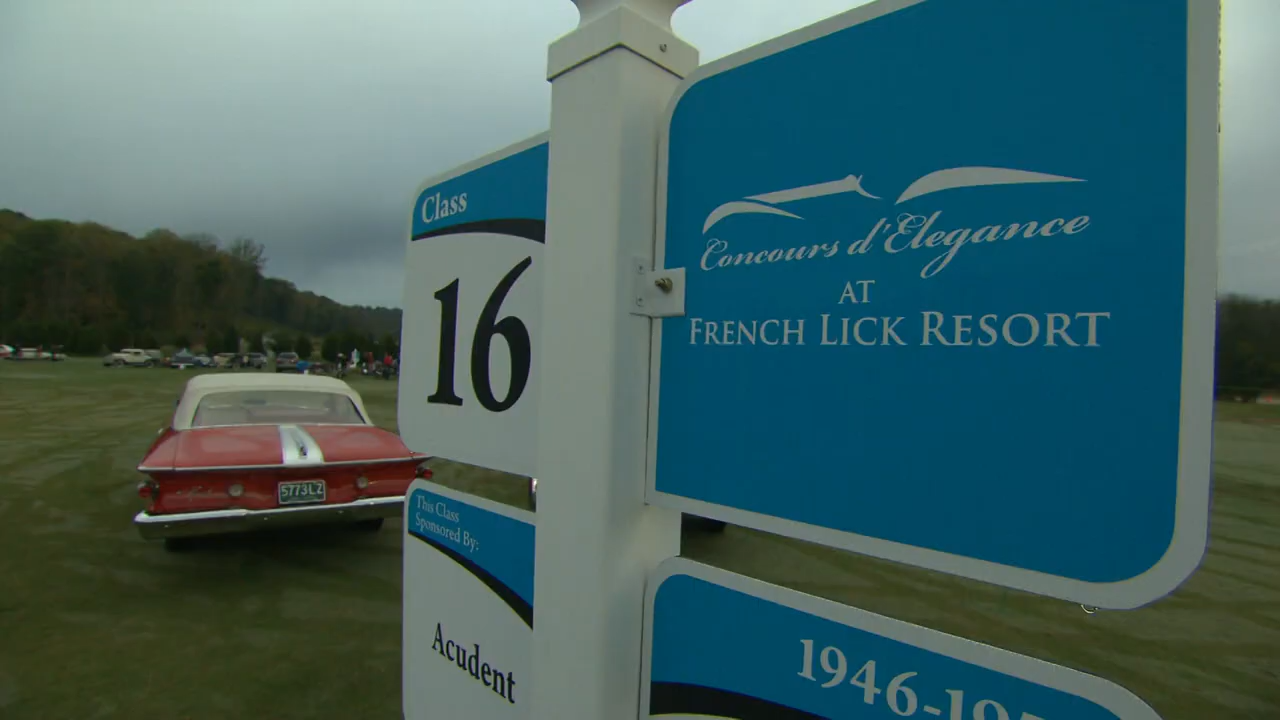 Class
16
This Class
Sponsored By:
Acudent
Concours d'Elegance
AT
FRENCH LICK RESORT
5773LZ